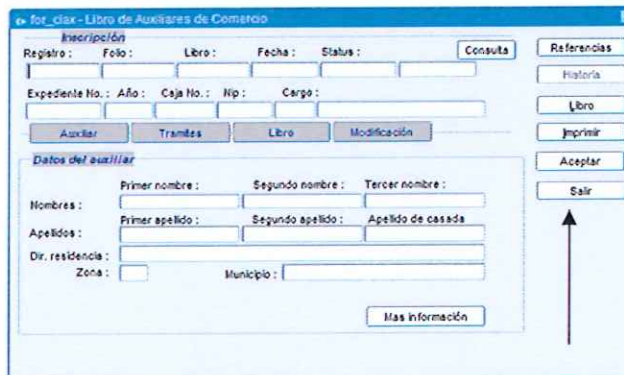 for_clax - Libro de Auxiliares de Comercio
Inscripción
Registro : Folio : Libro : Fecha : Status : Consulta
Expediente No. : Año : Caja No. : Nip : Cargo :
Auxiliar Tramites Libro Modificación
Datos del auxiliar
Primer nombre : Segundo nombre : Tercer nombre :
Nombres :
Primer apellido : Segundo apellido : Apellido de casada
Apelidos :
Dir. residencia :
Zona : Municipio :
Mas información
Referencias
Historia
Libro
Imprimir
Aceptar
Salir